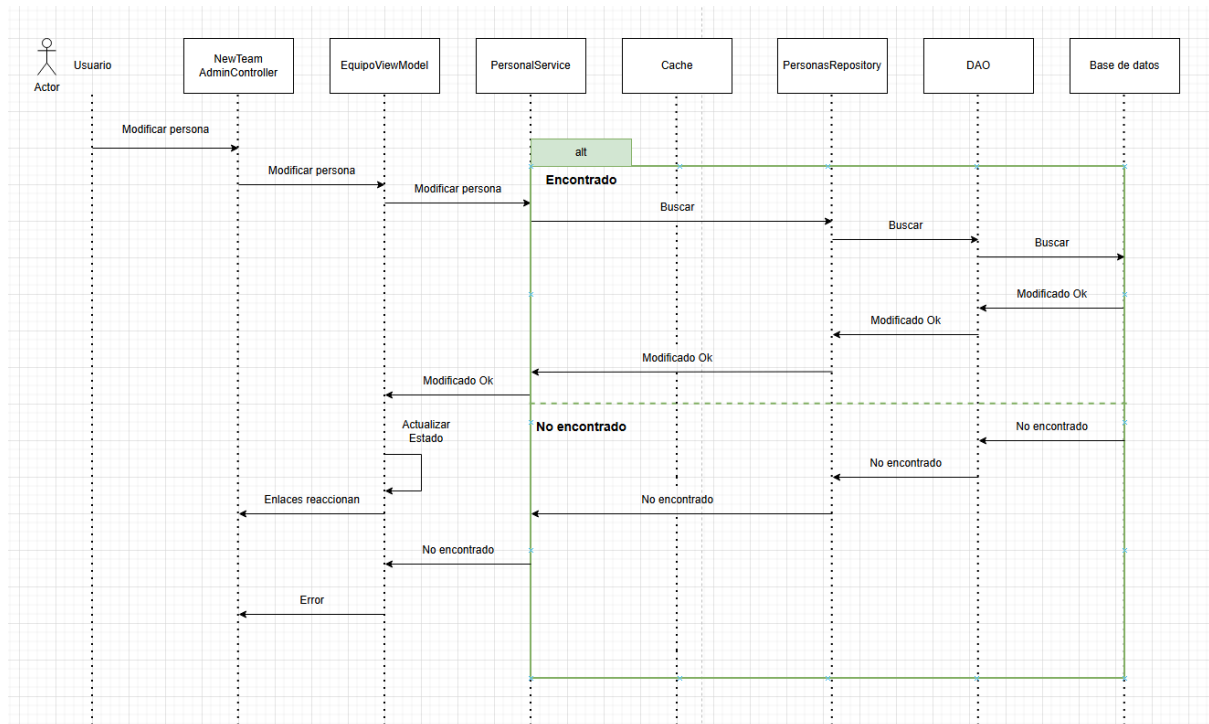 Usuario
Actor
NewTeam
AdminController
EquipoViewModel
PersonalService
Cache
PersonasRepository
DAO
Base de datos
Modificar persona
alt
Modificar persona
Encontrado
Modificar persona
Buscar
Buscar
Buscar
Modificado Ok
Modificado Ok
Modificado Ok
Modificado Ok
Actualizar
Estado
No encontrado
No encontrado
No encontrado
Enlaces reaccionan
No encontrado
No encontrado
Error